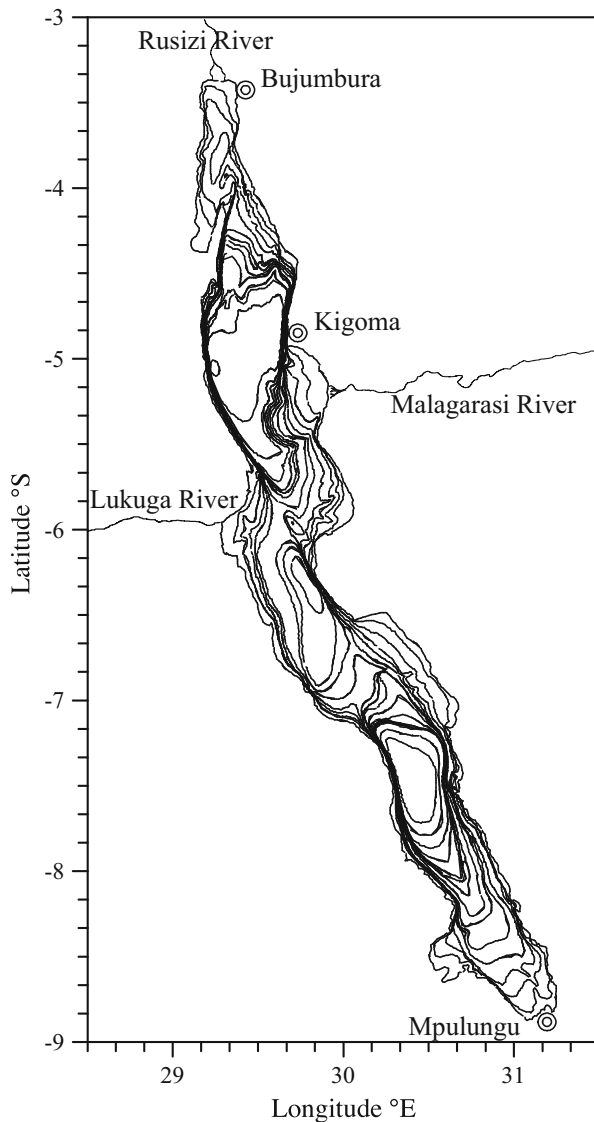 -3
Rusizi River
Bujumbura
-4
Kigoma
-5
Malagarasi River
Lukuga River
-6
Latitude °S
-7
-8
Mpulungu
-9
29
30
31
Longitude °E